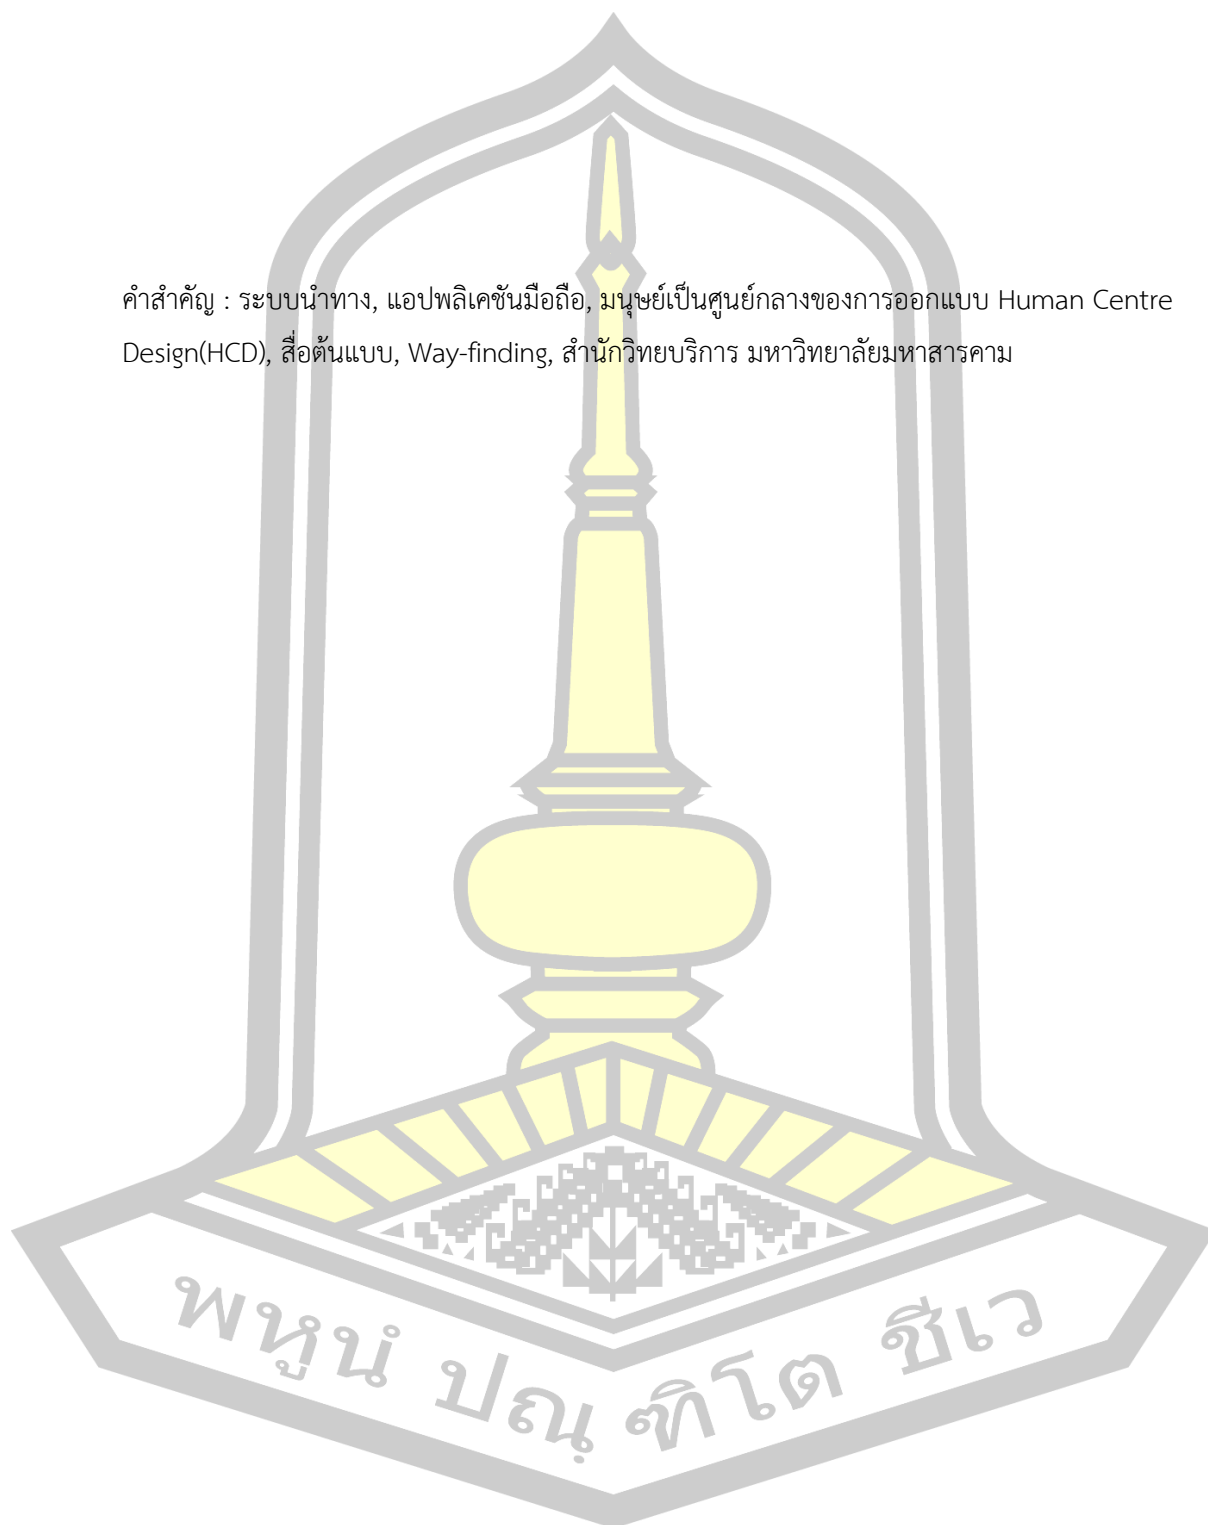 คำสำคัญ : ระบบนำทาง, แอปพลิเคชันมือถือ, มนุษย์เป็นศูนย์กลางของการออกแบบ Human Centre
Design(HCD), สื่อต้นแบบ, Way-finding, สำนักวิทยบริการ มหาวิทยาลัยมหาสารคาม
พหูนํ ปณฺ ฑิโต ชีเว